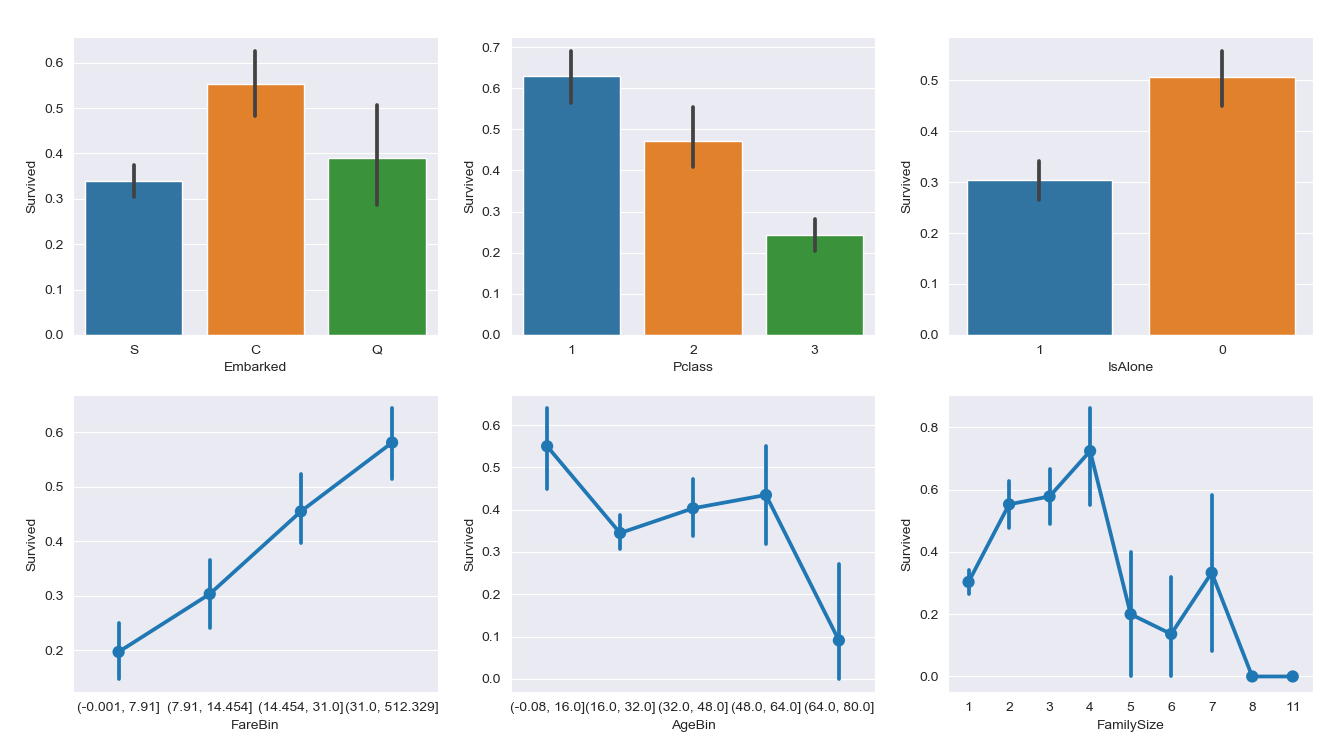 Survived
0.6
0.5
0.4
0.3
0.2
0.1
0.0
S C Q
Embarked
Survived
0.7
0.6
0.5
0.4
0.3
0.2
0.1
0.0
1 2 3
Pclass
Survived
0.5
0.4
0.3
0.2
0.1
0.0
1 0
IsAlone
Survived
0.6
0.5
0.4
0.3
0.2
(-0.001, 7.91] (7.91, 14.454] (14.454, 31.0] (31.0, 512.329]
FareBin
Survived
0.6
0.5
0.4
0.3
0.2
0.1
0.0
(-0.08, 16.0] (16.0, 32.0] (32.0, 48.0] (48.0, 64.0] (64.0, 80.0]
AgeBin
Survived
0.8
0.6
0.4
0.2
0.0
1 2 3 4 5 6 7 8 11
FamilySize